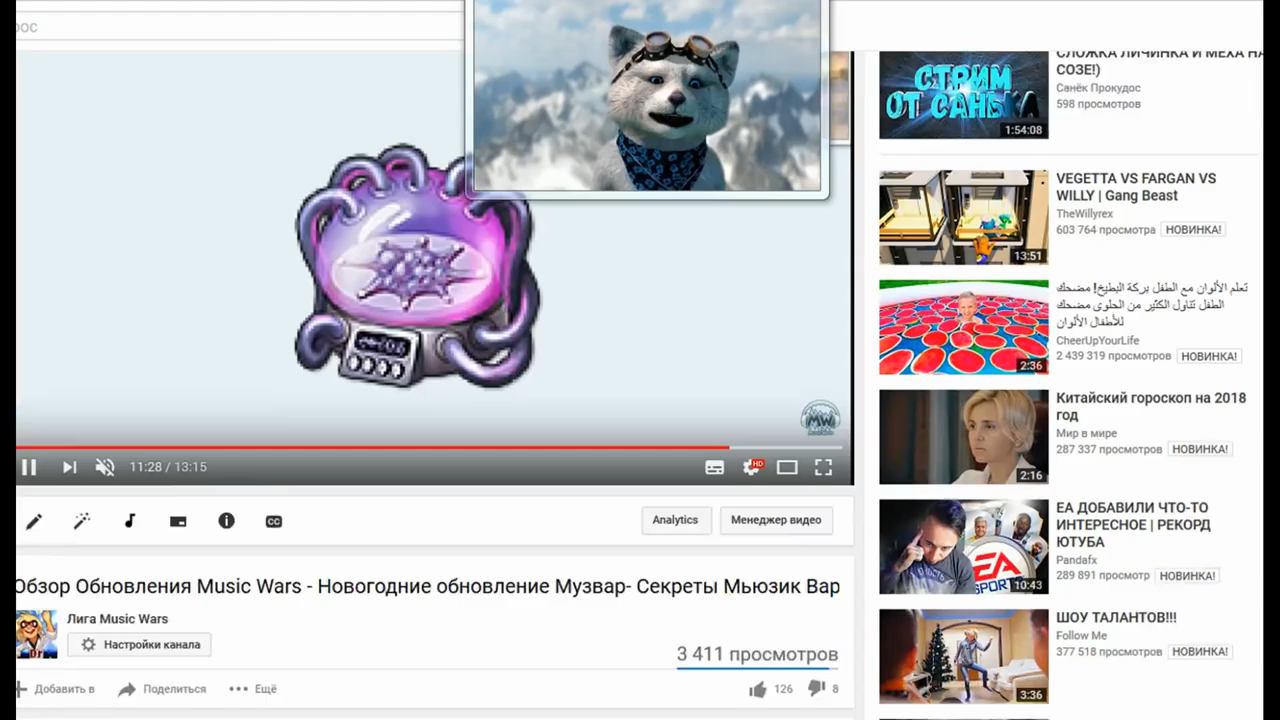 рос
11:28 / 13:15
HD
MW
Analytics
Менеджер видео
Обзор Обновления Music Wars - Новогодние обновление Музвар- Секреты Мьюзик Вар
Лига Music Wars
Настройки канала
3 411 просмотров
Добавить в
Поделиться
Ещё
126
8
СТРИМ
ОТ САНЬКА
1:54:08
СЛОЖКА ЛИЧИНКА И МЕХА НА
СОЗЕ!)
Санёк Прокудос
598 просмотров
13:51
VEGETTA VS FARGAN VS
WILLY | Gang Beast
TheWillyrex
603 764 просмотра
НОВИНКА!
2:36
تعلم الألوان مع الطفل بركة البطيخ! مضحك
الطفل تناول الكثير من الحلوى مضحك
للأطفال الألوان
CheerUpYourLife
2 439 319 просмотров
НОВИНКА!
2:16
Китайский гороскоп на 2018
год
Мир в мире
287 337 просмотров
НОВИНКА!
EA
SPORT
10:43
EA ДОБАВИЛИ ЧТО-ТО
ИНТЕРЕСНОЕ | РЕКОРД
ЮТУБА
Pandafx
289 891 просмотр
НОВИНКА!
3:36
ШОУ ТАЛАНТОВ!!!
Follow Me
377 518 просмотров
НОВИНКА!